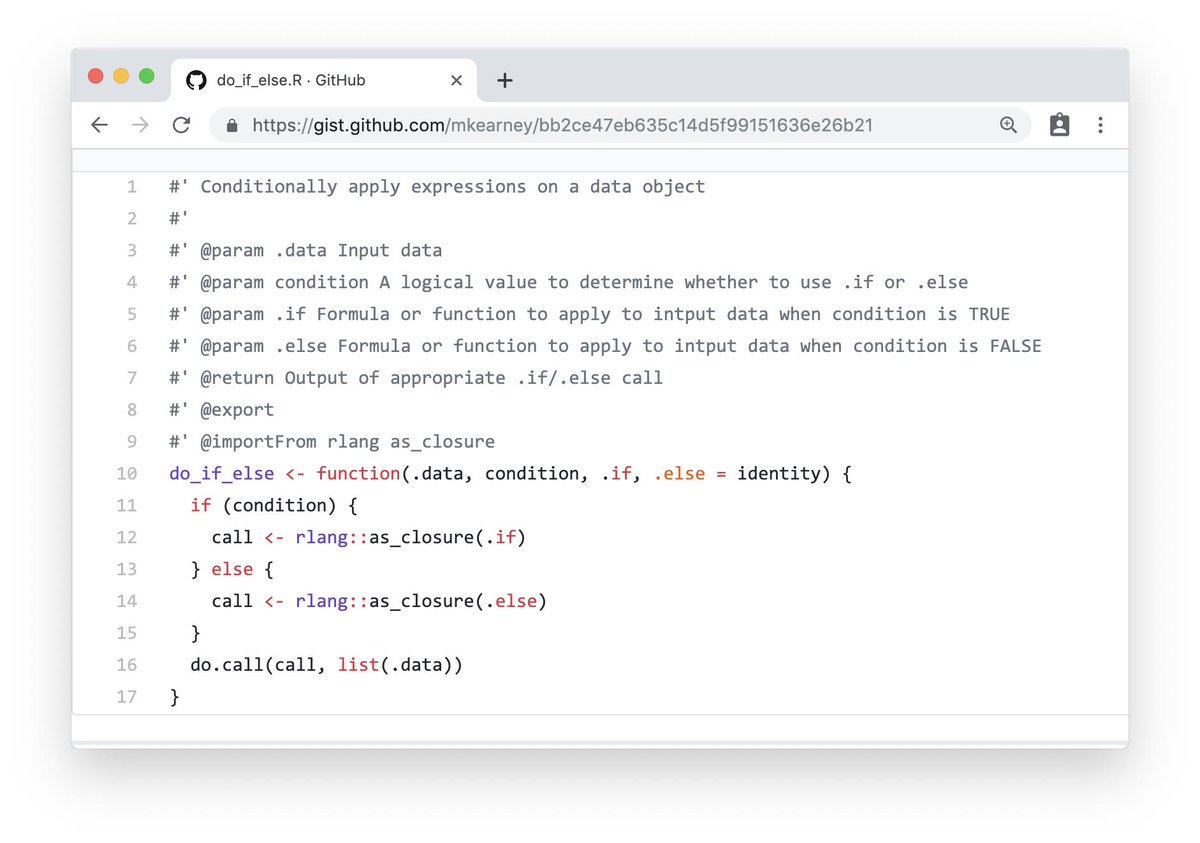 do_if_else.R · GitHub
https://gist.github.com/mkearney/bb2ce47eb635c14d5f99151636e26b21
1 #' Conditionally apply expressions on a data object
2 #'
3 #' @param .data Input data
4 #' @param condition A logical value to determine whether to use .if or .else
5 #' @param .if Formula or function to apply to intput data when condition is TRUE
6 #' @param .else Formula or function to apply to intput data when condition is FALSE
7 #' @return Output of appropriate .if/.else call
8 #' @export
9 #' @importFrom rlang as_closure
10 do_if_else <- function(.data, condition, .if, .else = identity) {
11   if (condition) {
12     call <- rlang::as_closure(.if)
13   } else {
14     call <- rlang::as_closure(.else)
15   }
16   do.call(call, list(.data))
17 }